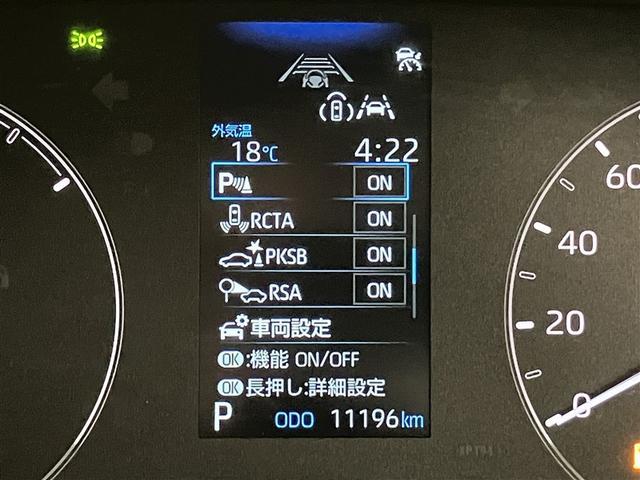 外気温
18℃ 4:22
P ON
RCTA ON
PKSB ON
RSA ON
車両設定
OK:機能 ON/OFF
OK長押し:詳細設定
P ODO 11196km
60
40
20
0